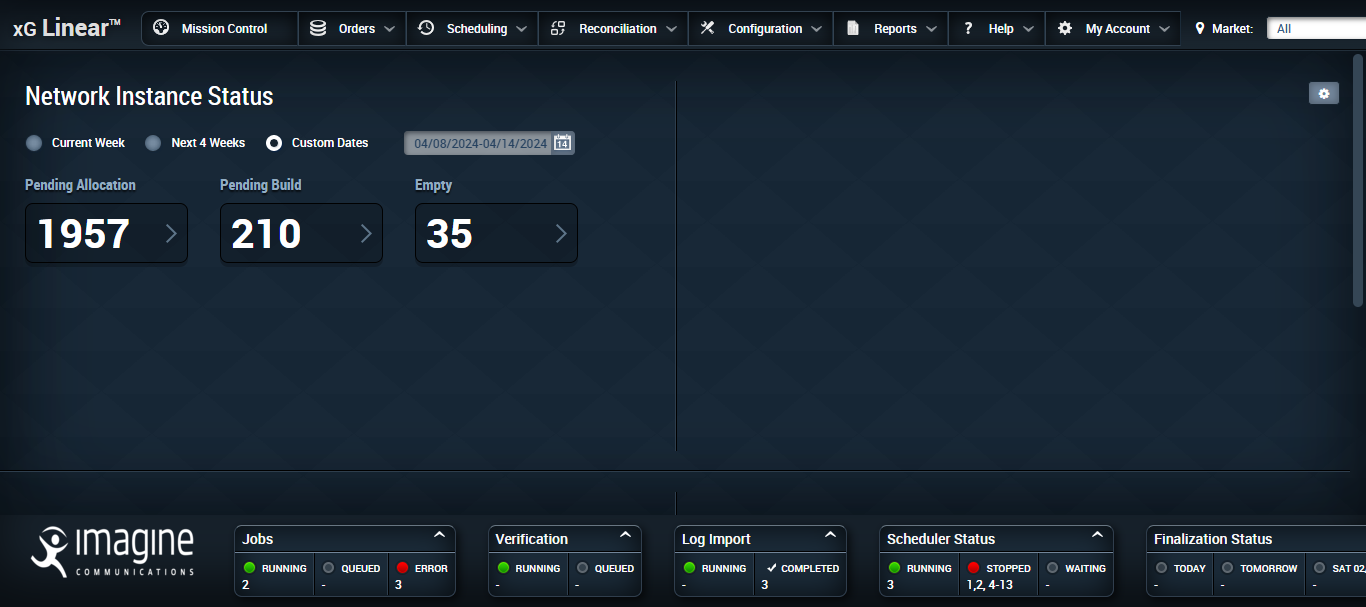 xG Linear™ Mission Control Orders Scheduling Reconciliation Configuration Reports ? Help My Account Market: All
Network Instance Status
Current Week Next 4 Weeks Custom Dates 04/08/2024-04/14/2024 14
Pending Allocation Pending Build Empty
1957 210 35
imagine
COMMUNICATIONS
Jobs
RUNNING QUEUED ERROR
2 - 3
Verification
RUNNING QUEUED
- -
Log Import
RUNNING COMPLETED
- 3
Scheduler Status
RUNNING STOPPED WAITING
3 1,2, 4-13 -
Finalization Status
TODAY TOMORROW SAT 02,
- - -